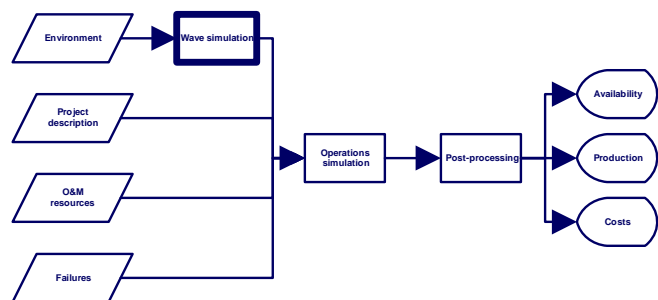 Environment
Wave simulation
Project
description
O&M
resources
Failures
Operations
simulation
Post-processing
Availability
Production
Costs